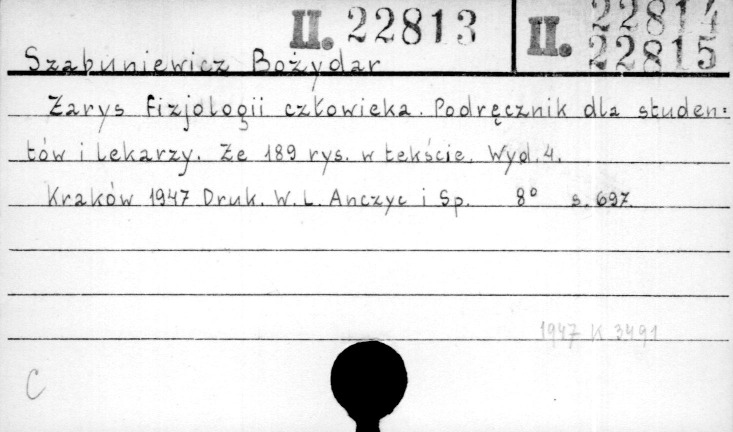 II. 22813
II. 22814
22815
Szabuniewicz Bożydar
Zarys fizjologii człowieka. Podręcznik dla studen=
tów i lekarzy. Ze 189 rys. w tekście. Wyd. 4.
Kraków 1947 Druk. W. L. Anczyc i Sp. 8° s. 697.
1947 K 3491
C